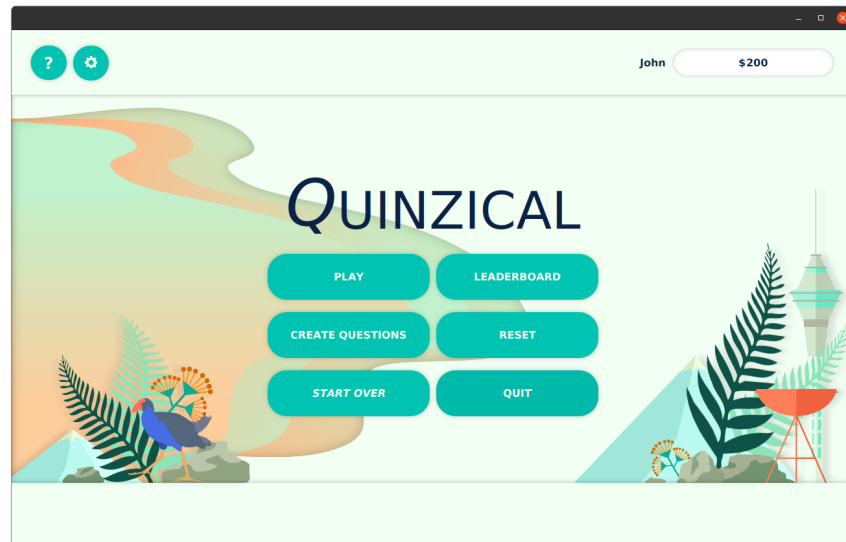 ?
John $200
QUINZICAL
PLAY LEADERBOARD
CREATE QUESTIONS RESET
START OVER QUIT